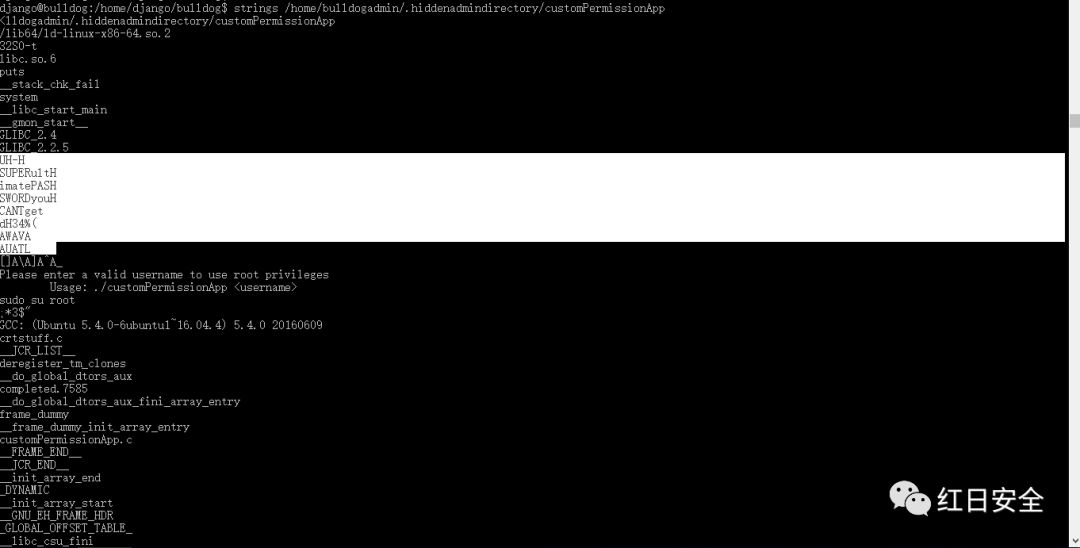 django@bulldog:/home/django/bulldog$ strings /home/bulldogadmin/.hiddenadmindirectory/customPermissionApp
<lldogadmin/.hiddenadmindirectory/customPermissionApp
/lib64/ld-linux-x86-64.so.2
32S0-t
libc.so.6
puts
__stack_chk_fail
system
__libc_start_main
__gmon_start__
GLIBC_2.4
GLIBC_2.2.5
UH-H
SUPERultH
imatePASH
SWORDyouH
CANTget
dH34%(
AWAVA
AUATL
[]A\A]A^A_
Please enter a valid username to use root privileges
Usage: ./customPermissionApp <username>
sudo su root
;*3$"
GCC: (Ubuntu 5.4.0-6ubuntu1~16.04.4) 5.4.0 20160609
crtstuff.c
__JCR_LIST__
deregister_tm_clones
__do_global_dtors_aux
completed.7585
__do_global_dtors_aux_fini_array_entry
frame_dummy
__frame_dummy_init_array_entry
customPermissionApp.c
__FRAME_END__
__JCR_END__
__init_array_end
_DYNAMIC
__init_array_start
__GNU_EH_FRAME_HDR
_GLOBAL_OFFSET_TABLE_
__libc_csu_fini
红日安全